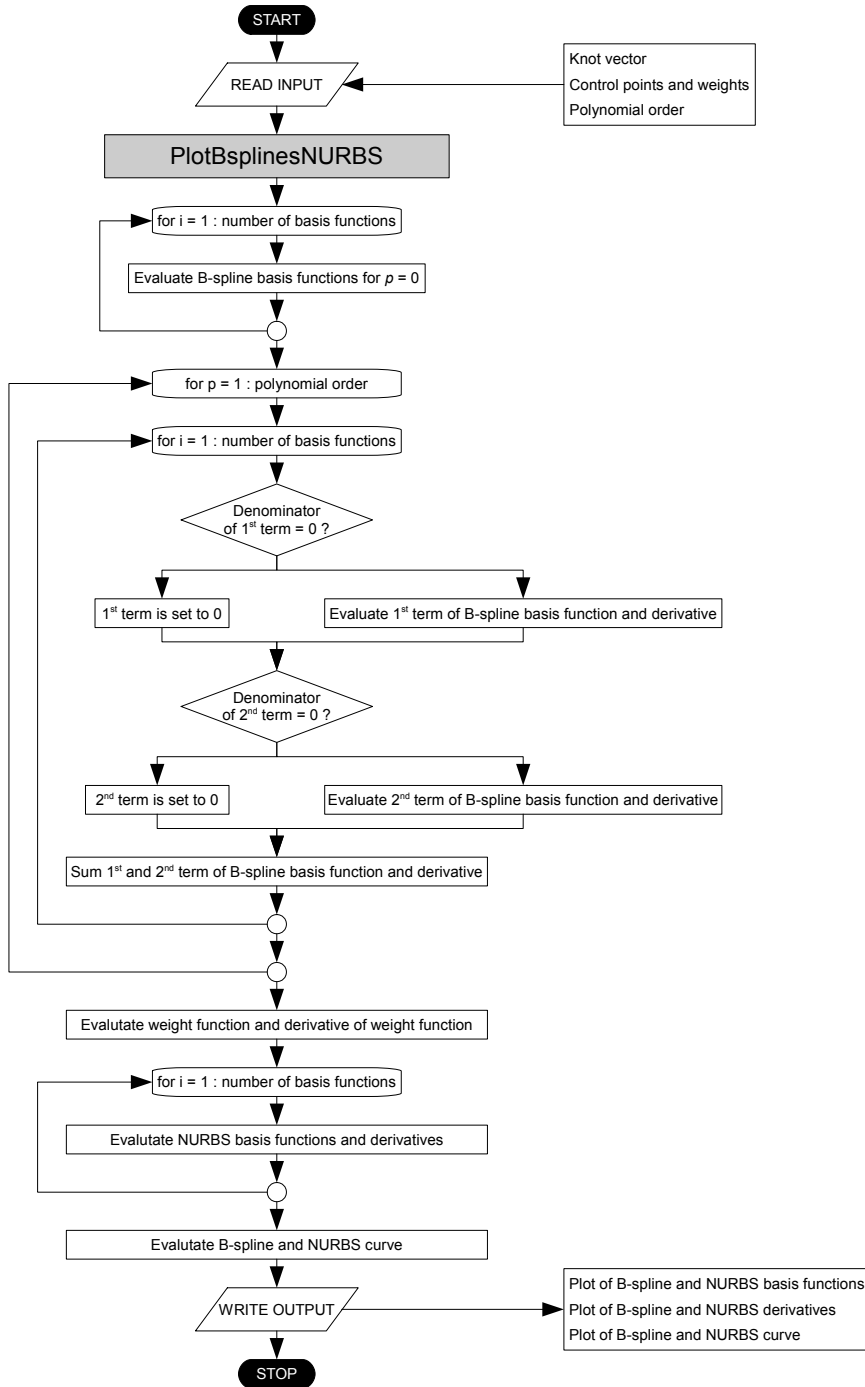 START
READ INPUT
Knot vector
Control points and weights
Polynomial order
PlotBsplinesNURBS
for i = 1 : number of basis functions
Evaluate B-spline basis functions for p = 0
for p = 1 : polynomial order
for i = 1 : number of basis functions
Denominator
of 1st term = 0 ?
1st term is set to 0
Evaluate 1st term of B-spline basis function and derivative
Denominator
of 2nd term = 0 ?
2nd term is set to 0
Evaluate 2nd term of B-spline basis function and derivative
Sum 1st and 2nd term of B-spline basis function and derivative
Evalutate weight function and derivative of weight function
for i = 1 : number of basis functions
Evalutate NURBS basis functions and derivatives
Evalutate B-spline and NURBS curve
WRITE OUTPUT
Plot of B-spline and NURBS basis functions
Plot of B-spline and NURBS derivatives
Plot of B-spline and NURBS curve
STOP